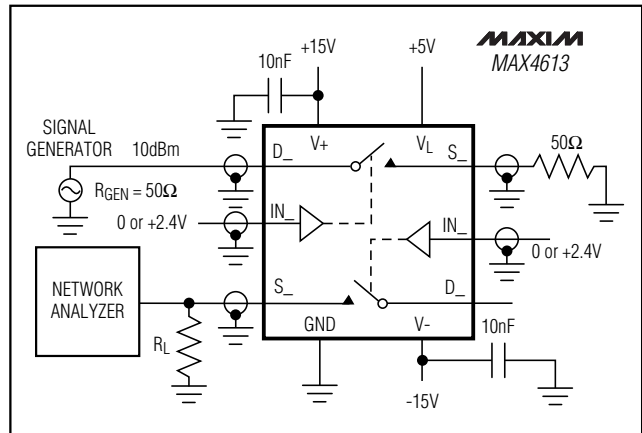 +15V
+5V
MAXIM
MAX4613
10nF
SIGNAL
GENERATOR
10dBm
D_
V+
VL
S_
50Ω
RGEN = 50Ω
0 or +2.4V
IN_
IN_
0 or +2.4V
NETWORK
ANALYZER
S_
D_
RL
GND
V-
10nF
-15V